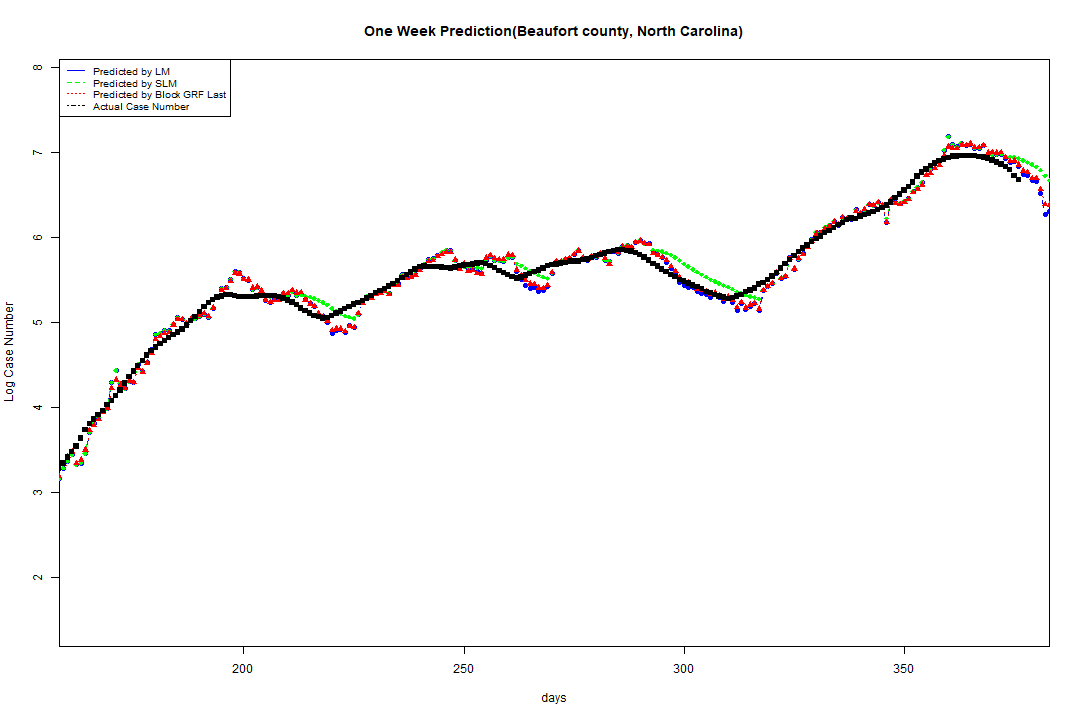 One Week Prediction(Beaufort county, North Carolina)
8
Predicted by LM
Predicted by SLM
Predicted by Block GRF Last
Actual Case Number
7
6
5
4
3
2
Log Case Number
200
250
300
350
days